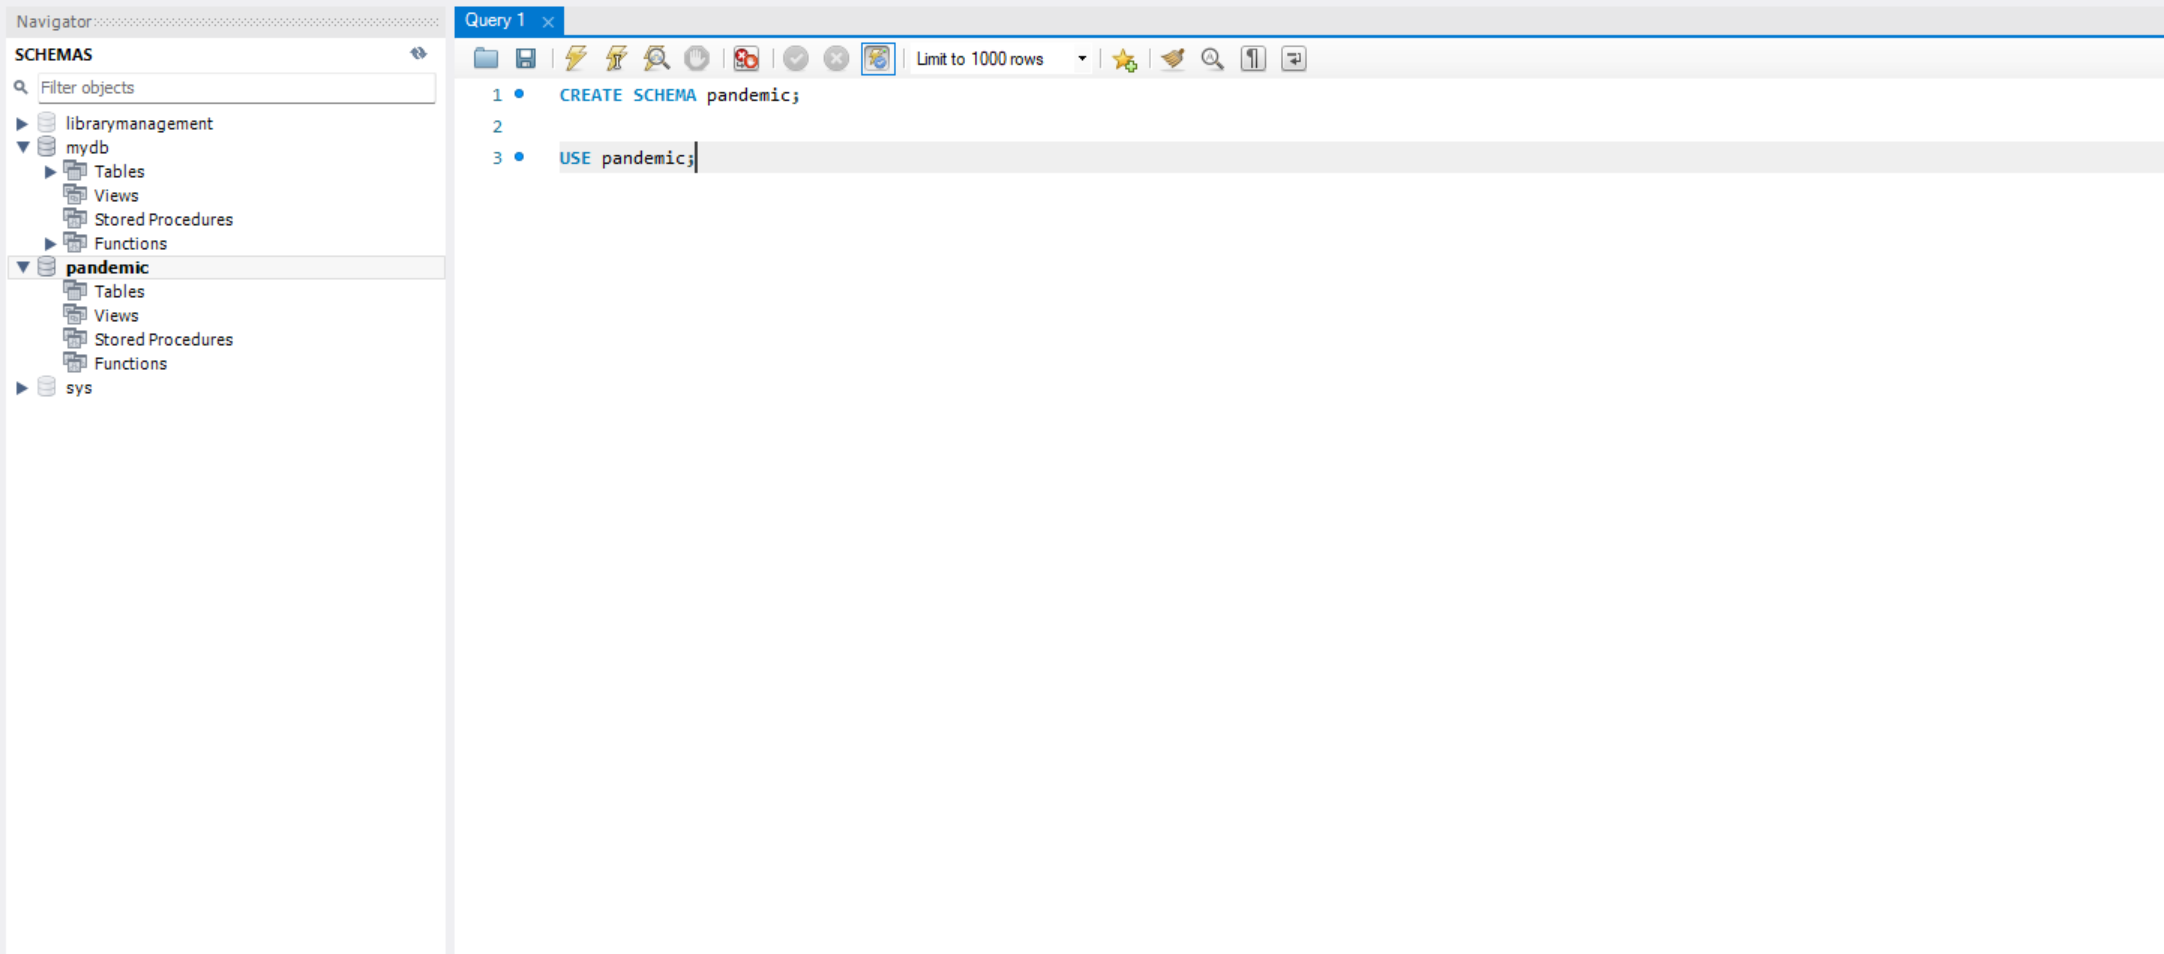 Navigator
SCHEMAS
Filter objects
librarymanagement
mydb
Tables
Views
Stored Procedures
Functions
pandemic
Tables
Views
Stored Procedures
Functions
sys
Query 1
Limit to 1000 rows
1 CREATE SCHEMA pandemic;
2
3 USE pandemic;